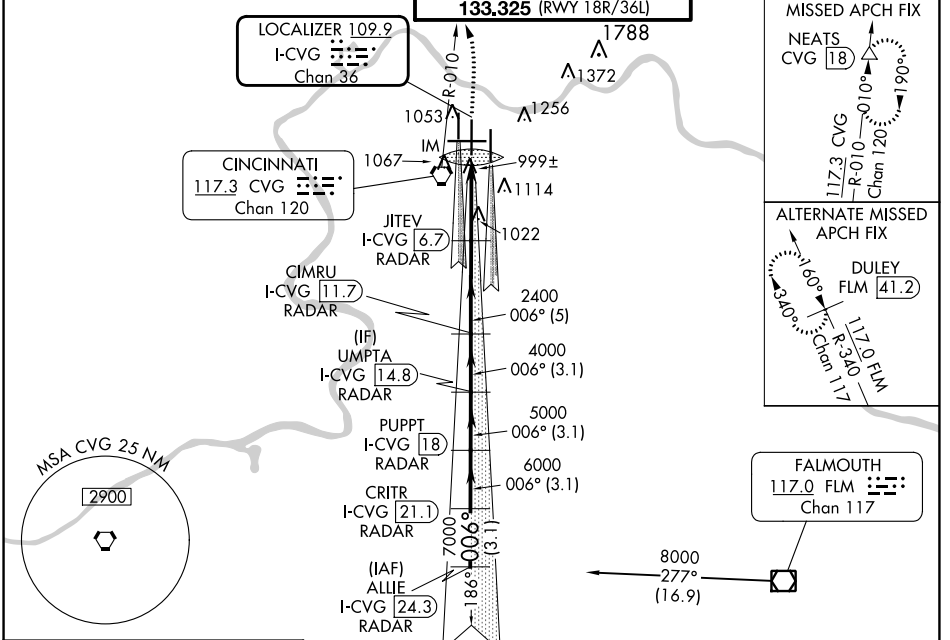 133.325 (RWY 18R/36L)
LOCALIZER 109.9
I-CVG
Chan 36
R-010
1788
1372
1053
1256
IM
1067
999±
1114
CINCINNATI
117.3 CVG
Chan 120
JITEV
I-CVG 6.7
RADAR
1022
CIMRU
I-CVG 11.7
RADAR
2400
006° (5)
(IF)
UMPTA
I-CVG 14.8
RADAR
4000
006° (3.1)
PUPPT
I-CVG 18
RADAR
5000
006° (3.1)
CRITR
I-CVG 21.1
RADAR
6000
006° (3.1)
7000
006°
(3.1)
(IAF)
ALLIE
I-CVG 24.3
RADAR
186°
MSA CVG 25 NM
2900
8000
277°
(16.9)
FALMOUTH
117.0 FLM
Chan 117
MISSED APCH FIX
NEATS
CVG 18
010°
190°
117.3 CVG
R-010
Chan 120
ALTERNATE MISSED
APCH FIX
DULEY
FLM 41.2
160°
340°
117.0 FLM
R-340
Chan 117